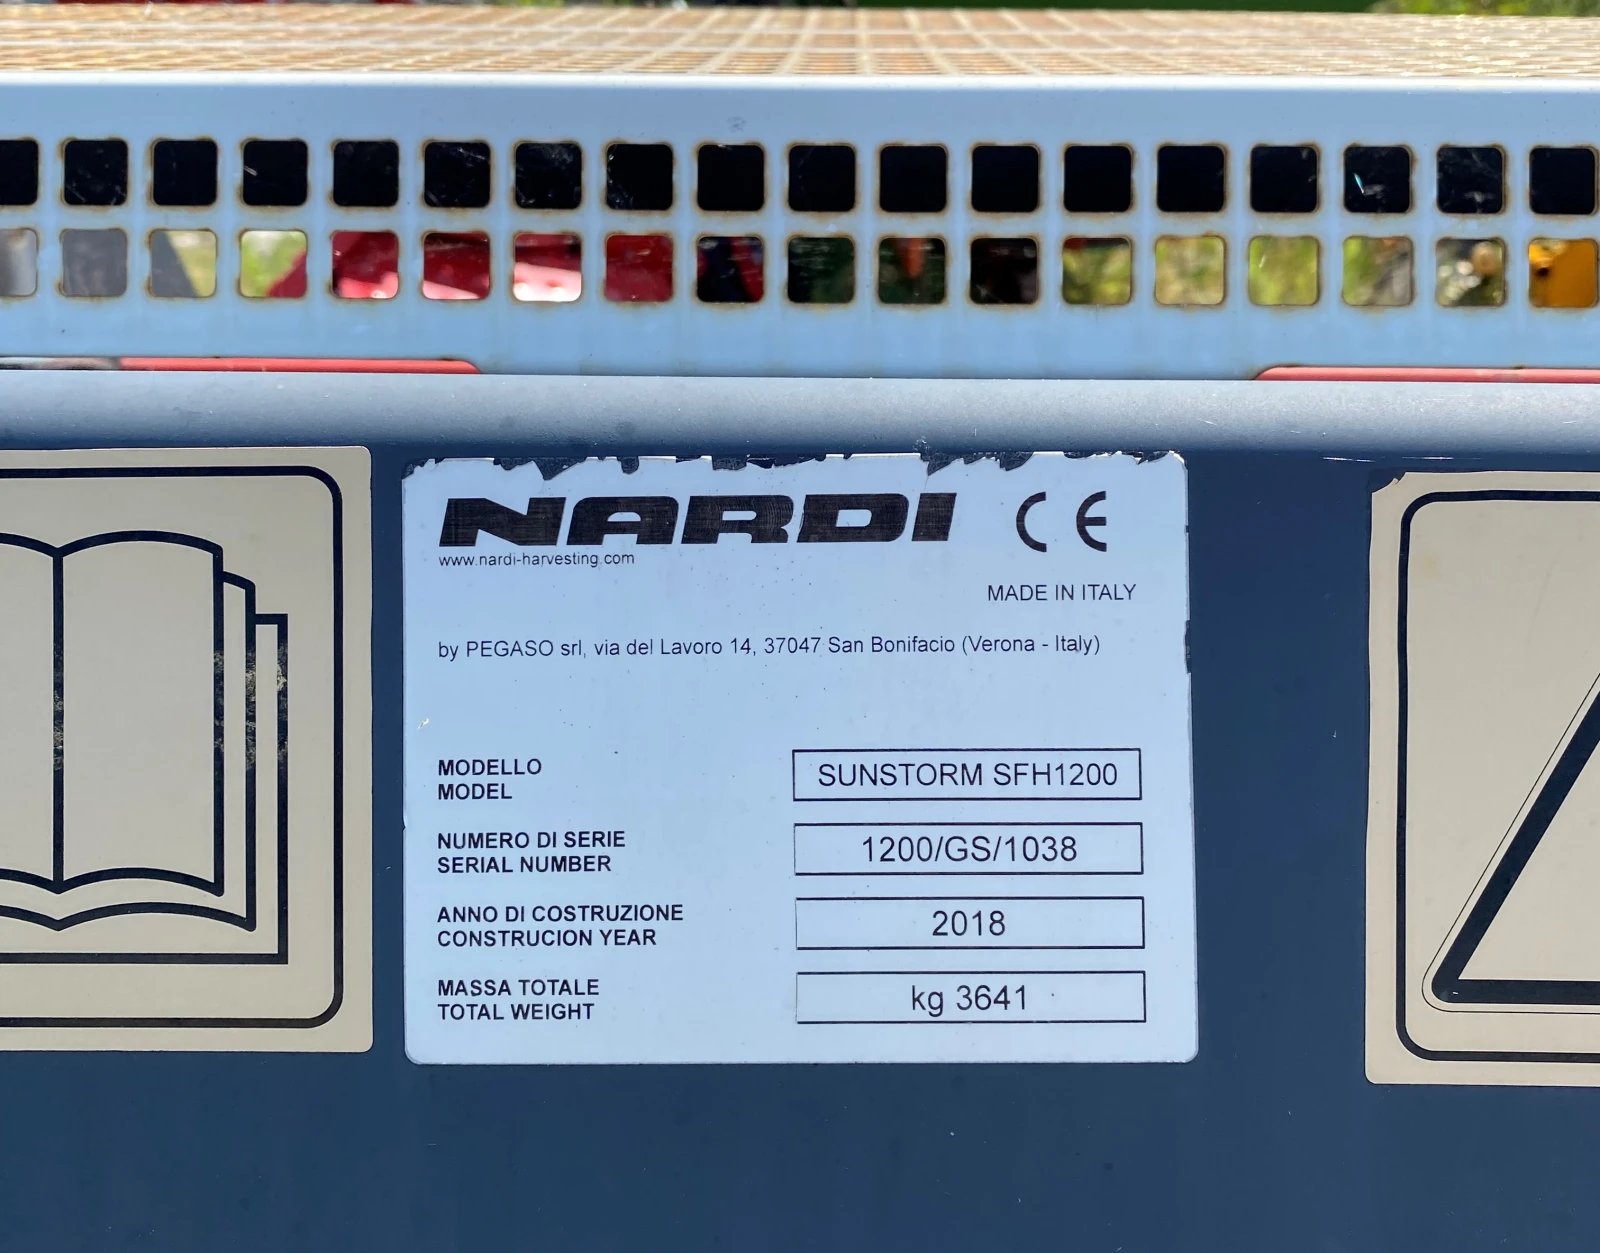 NARDI CE
www.nardi-harvesting.com
MADE IN ITALY
by PEGASO srl, via del Lavoro 14, 37047 San Bonifacio (Verona - Italy)
MODELLO
MODEL
SUNSTORM SFH1200
NUMERO DI SERIE
SERIAL NUMBER
1200/GS/1038
ANNO DI COSTRUZIONE
CONSTRUCION YEAR
2018
MASSA TOTALE
TOTAL WEIGHT
kg 3641